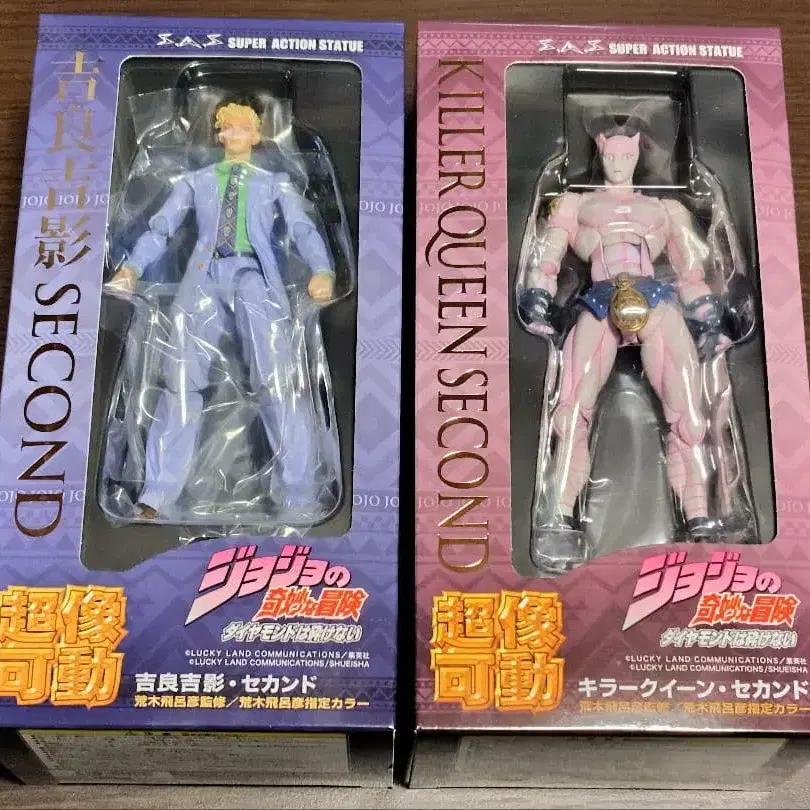 S.A.S SUPER ACTION STATUE
吉良吉影 SECOND
JOJO JOJO
JOJO JO
ジョジョの
奇妙な冒険
ダイヤモンドは砕けない
©LUCKY LAND COMMUNICATIONS/集英社
©LUCKY LAND COMMUNICATIONS/SHUEISHA
超像
可動
吉良吉影・セカンド
荒木飛呂彦監修/荒木飛呂彦指定カラー
S.A.S SUPER ACTION STATUE
KILLER QUEEN SECOND
ジョジョの
奇妙な冒険
ダイヤモンドは砕けない
©LUCKY LAND COMMUNICATIONS/集英社
©LUCKY LAND COMMUNICATIONS/SHUEISHA
超像
可動
キラークイーン・セカンド
荒木飛呂彦監修/荒木飛呂彦指定カラー